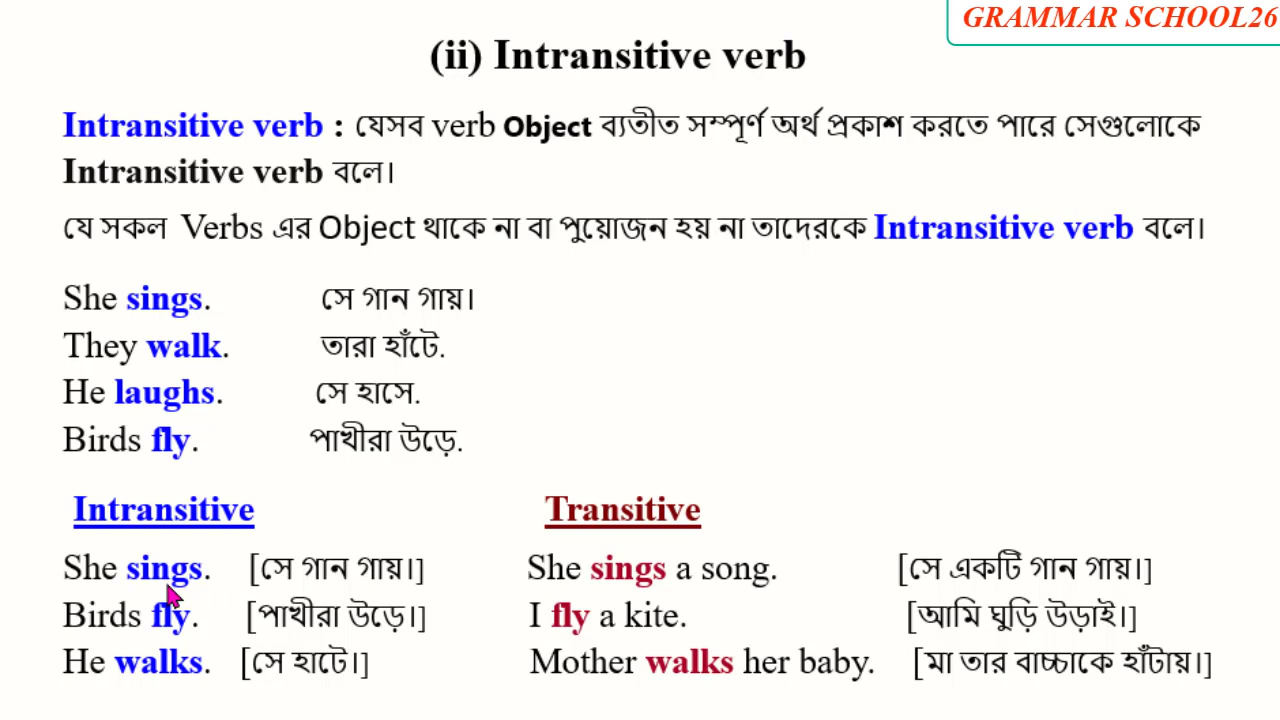 GRAMMAR SCHOOL26
(ii) Intransitive verb
Intransitive verb : যেসব verb Object ব্যতীত সম্পূর্ণ অর্থ প্রকাশ করতে পারে সেগুলোকে
Intransitive verb বলে।
যে সকল Verbs এর Object থাকে না বা পুয়োজন হয় না তাদেরকে Intransitive verb বলে।
She sings. সে গান গায়।
They walk. তারা হাঁটে.
He laughs. সে হাসে.
Birds fly. পাখীরা উড়ে.
Intransitive Transitive
She sings. [সে গান গায়।] She sings a song. [সে একটি গান গায়।]
Birds fly. [পাখীরা উড়ে।] I fly a kite. [আমি ঘুড়ি উড়াই।]
He walks. [সে হাটে।] Mother walks her baby. [মা তার বাচ্চাকে হাঁটায়।]